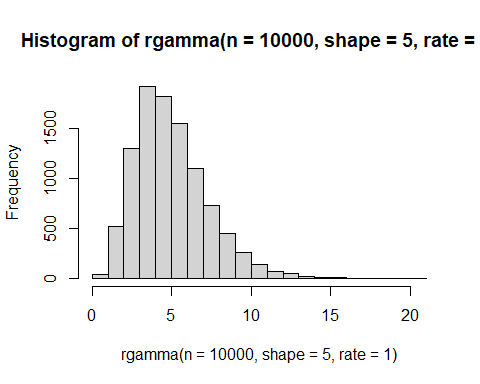 Histogram of rgamma(n = 10000, shape = 5, rate =
Frequency
1500
1000
500
0
0 5 10 15 20
rgamma(n = 10000, shape = 5, rate = 1)